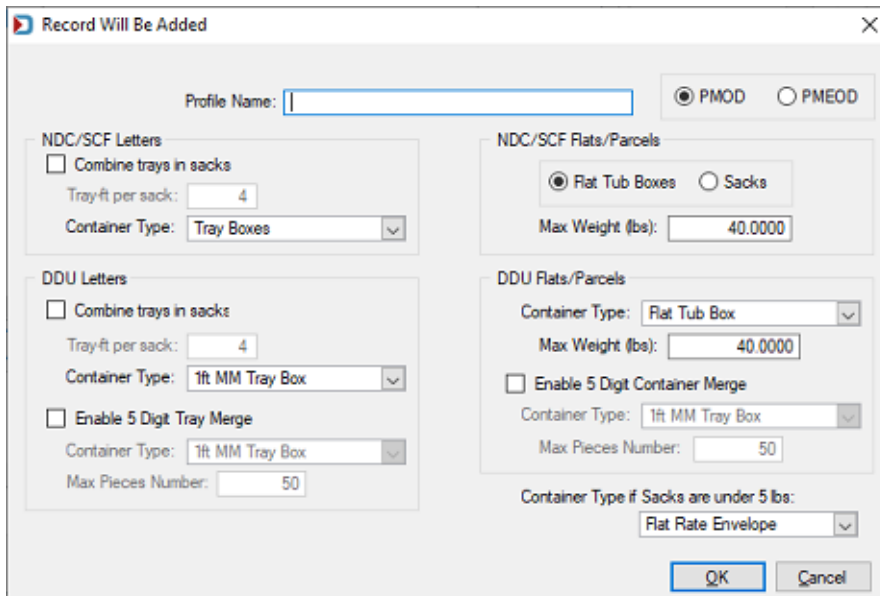 Record Will Be Added
Profile Name:
PMOD PMEOD
NDC/SCF Letters
Combine trays in sacks
Tray-ft per sack: 4
Container Type: Tray Boxes
NDC/SCF Flats/Parcels
Flat Tub Boxes Sacks
Max Weight (lbs): 40.0000
DDU Letters
Combine trays in sacks
Tray-ft per sack: 4
Container Type: 1ft MM Tray Box
Enable 5 Digit Tray Merge
Container Type: 1ft MM Tray Box
Max Pieces Number: 50
DDU Flats/Parcels
Container Type: Flat Tub Box
Max Weight (lbs): 40.0000
Enable 5 Digit Container Merge
Container Type: 1ft MM Tray Box
Max Pieces Number: 50
Container Type if Sacks are under 5 lbs:
Flat Rate Envelope
OK Cancel